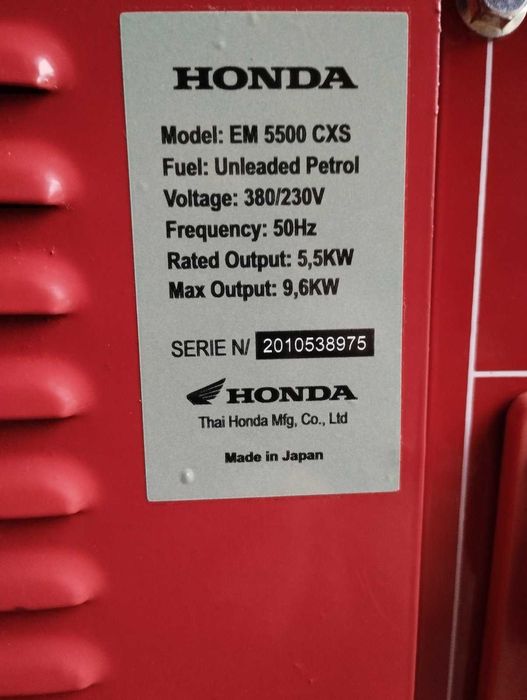 HONDA
Model: EM 5500 CXS
Fuel: Unleaded Petrol
Voltage: 380/230V
Frequency: 50Hz
Rated Output: 5,5KW
Max Output: 9,6KW
SERIE N/ 2010538975
HONDA
Thai Honda Mfg, Co., Ltd
Made in Japan